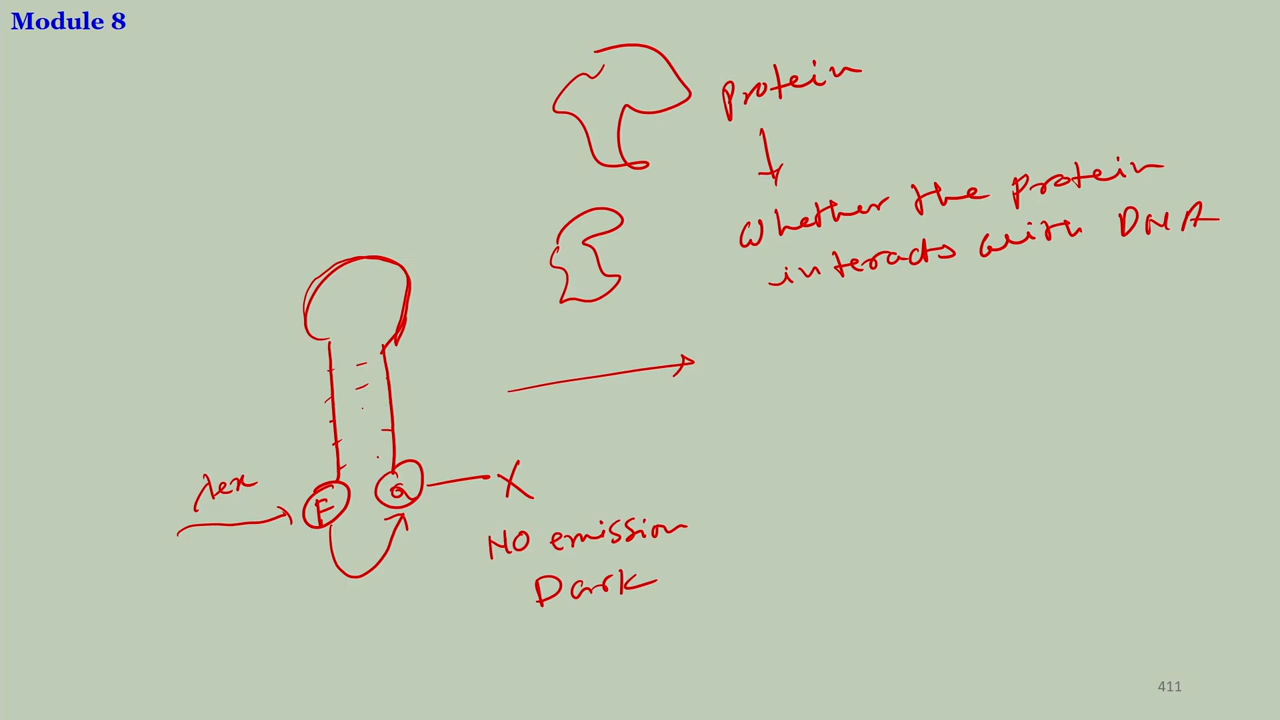 Module 8
Protein
Whether the protein
interacts with DNA
λex
F
Q
X
NO emission
Dark
411